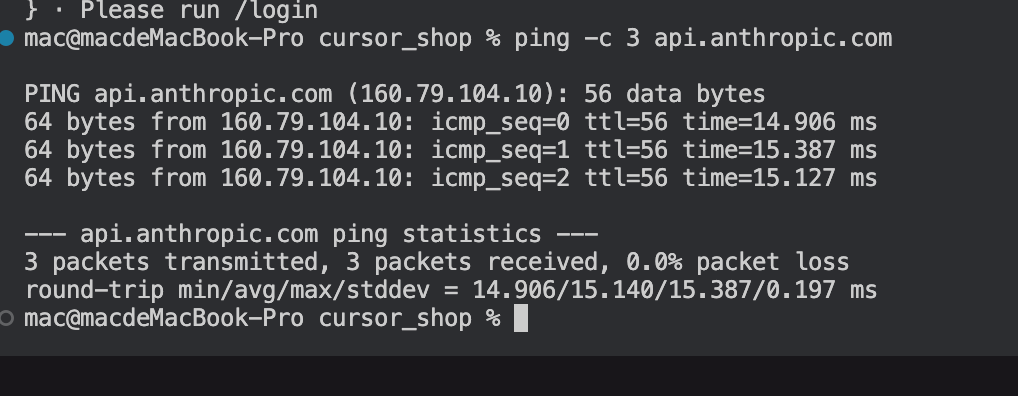 } · Please run /login
mac@macdeMacBook-Pro cursor_shop % ping -c 3 api.anthropic.com
PING api.anthropic.com (160.79.104.10): 56 data bytes
64 bytes from 160.79.104.10: icmp_seq=0 ttl=56 time=14.906 ms
64 bytes from 160.79.104.10: icmp_seq=1 ttl=56 time=15.387 ms
64 bytes from 160.79.104.10: icmp_seq=2 ttl=56 time=15.127 ms
--- api.anthropic.com ping statistics ---
3 packets transmitted, 3 packets received, 0.0% packet loss
round-trip min/avg/max/stddev = 14.906/15.140/15.387/0.197 ms
mac@macdeMacBook-Pro cursor_shop %